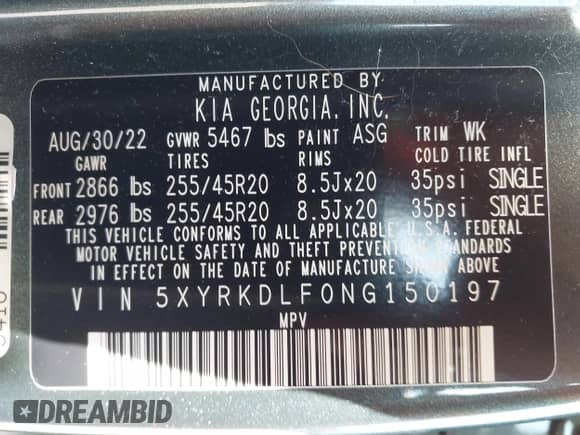 MANUFACTURED BY
KIA GEORGIA, INC.
AUG/30/22 GVWR 5467 lbs PAINT ASG TRIM WK
GAWR TIRES RIMS COLD TIRE INFL
FRONT 2866 lbs 255/45R20 8.5Jx20 35psi SINGLE
REAR 2976 lbs 255/45R20 8.5Jx20 35psi SINGLE
THIS VEHICLE CONFORMS TO ALL APPLICABLE U.S.A. FEDERAL
MOTOR VEHICLE SAFETY AND THEFT PREVENTION STANDARDS
IN EFFECT ON THE DATE OF MANUFACTURE SHOWN ABOVE
VIN 5XYRKDLF0NG150197
MPV
DREAMBID